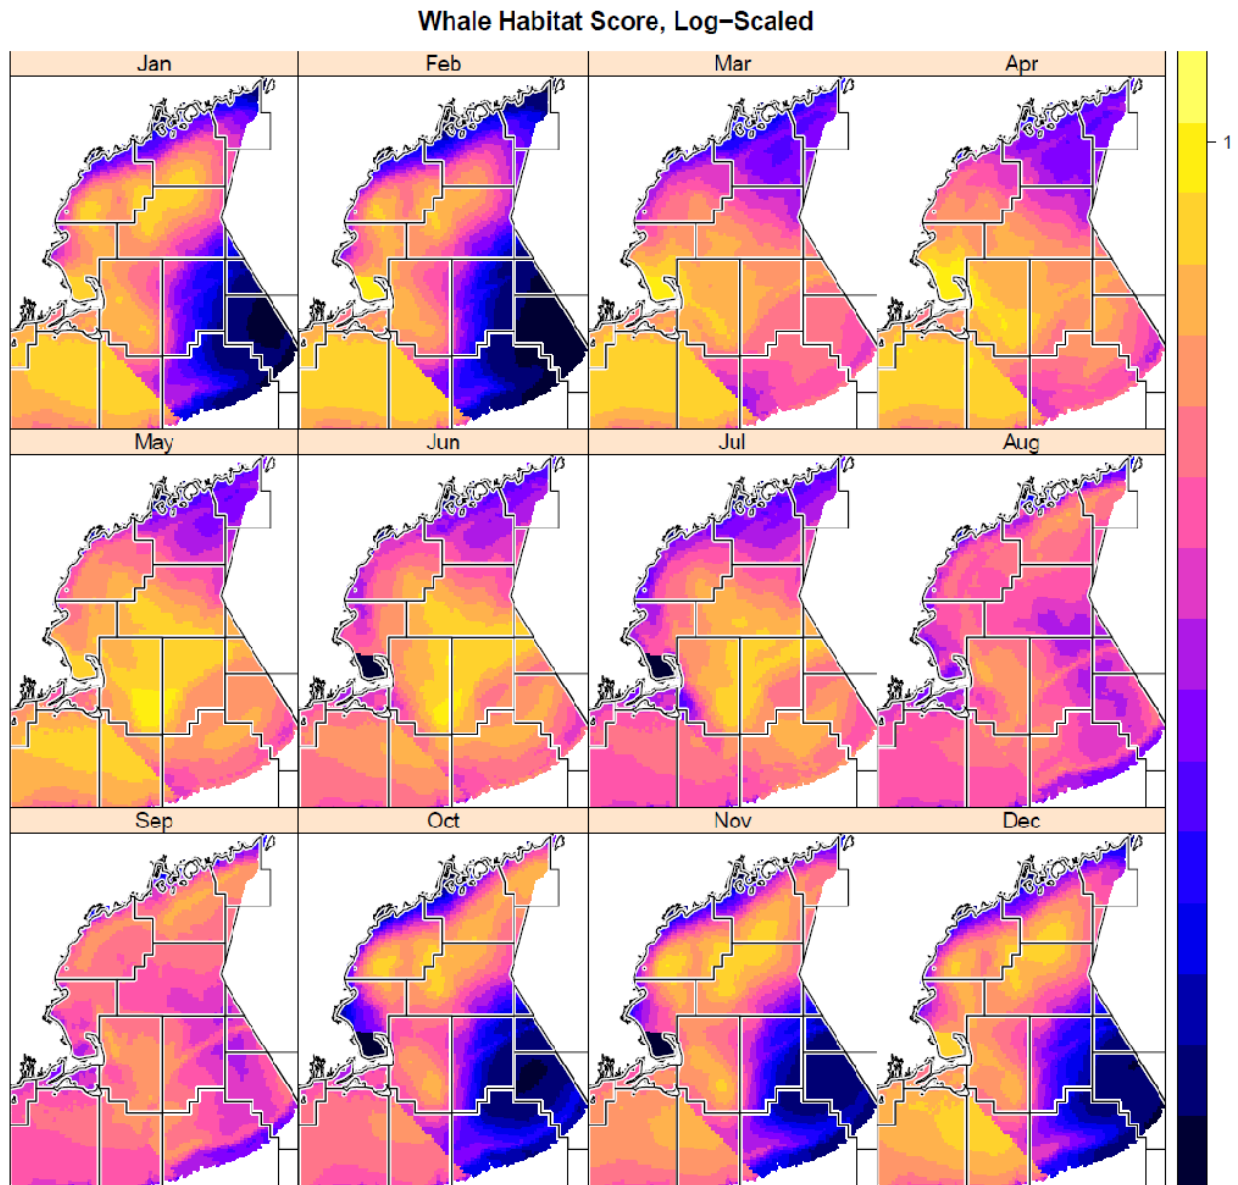 Whale Habitat Score, Log−Scaled
Jan Feb Mar Apr
1
May Jun Jul Aug
Sep Oct Nov Dec